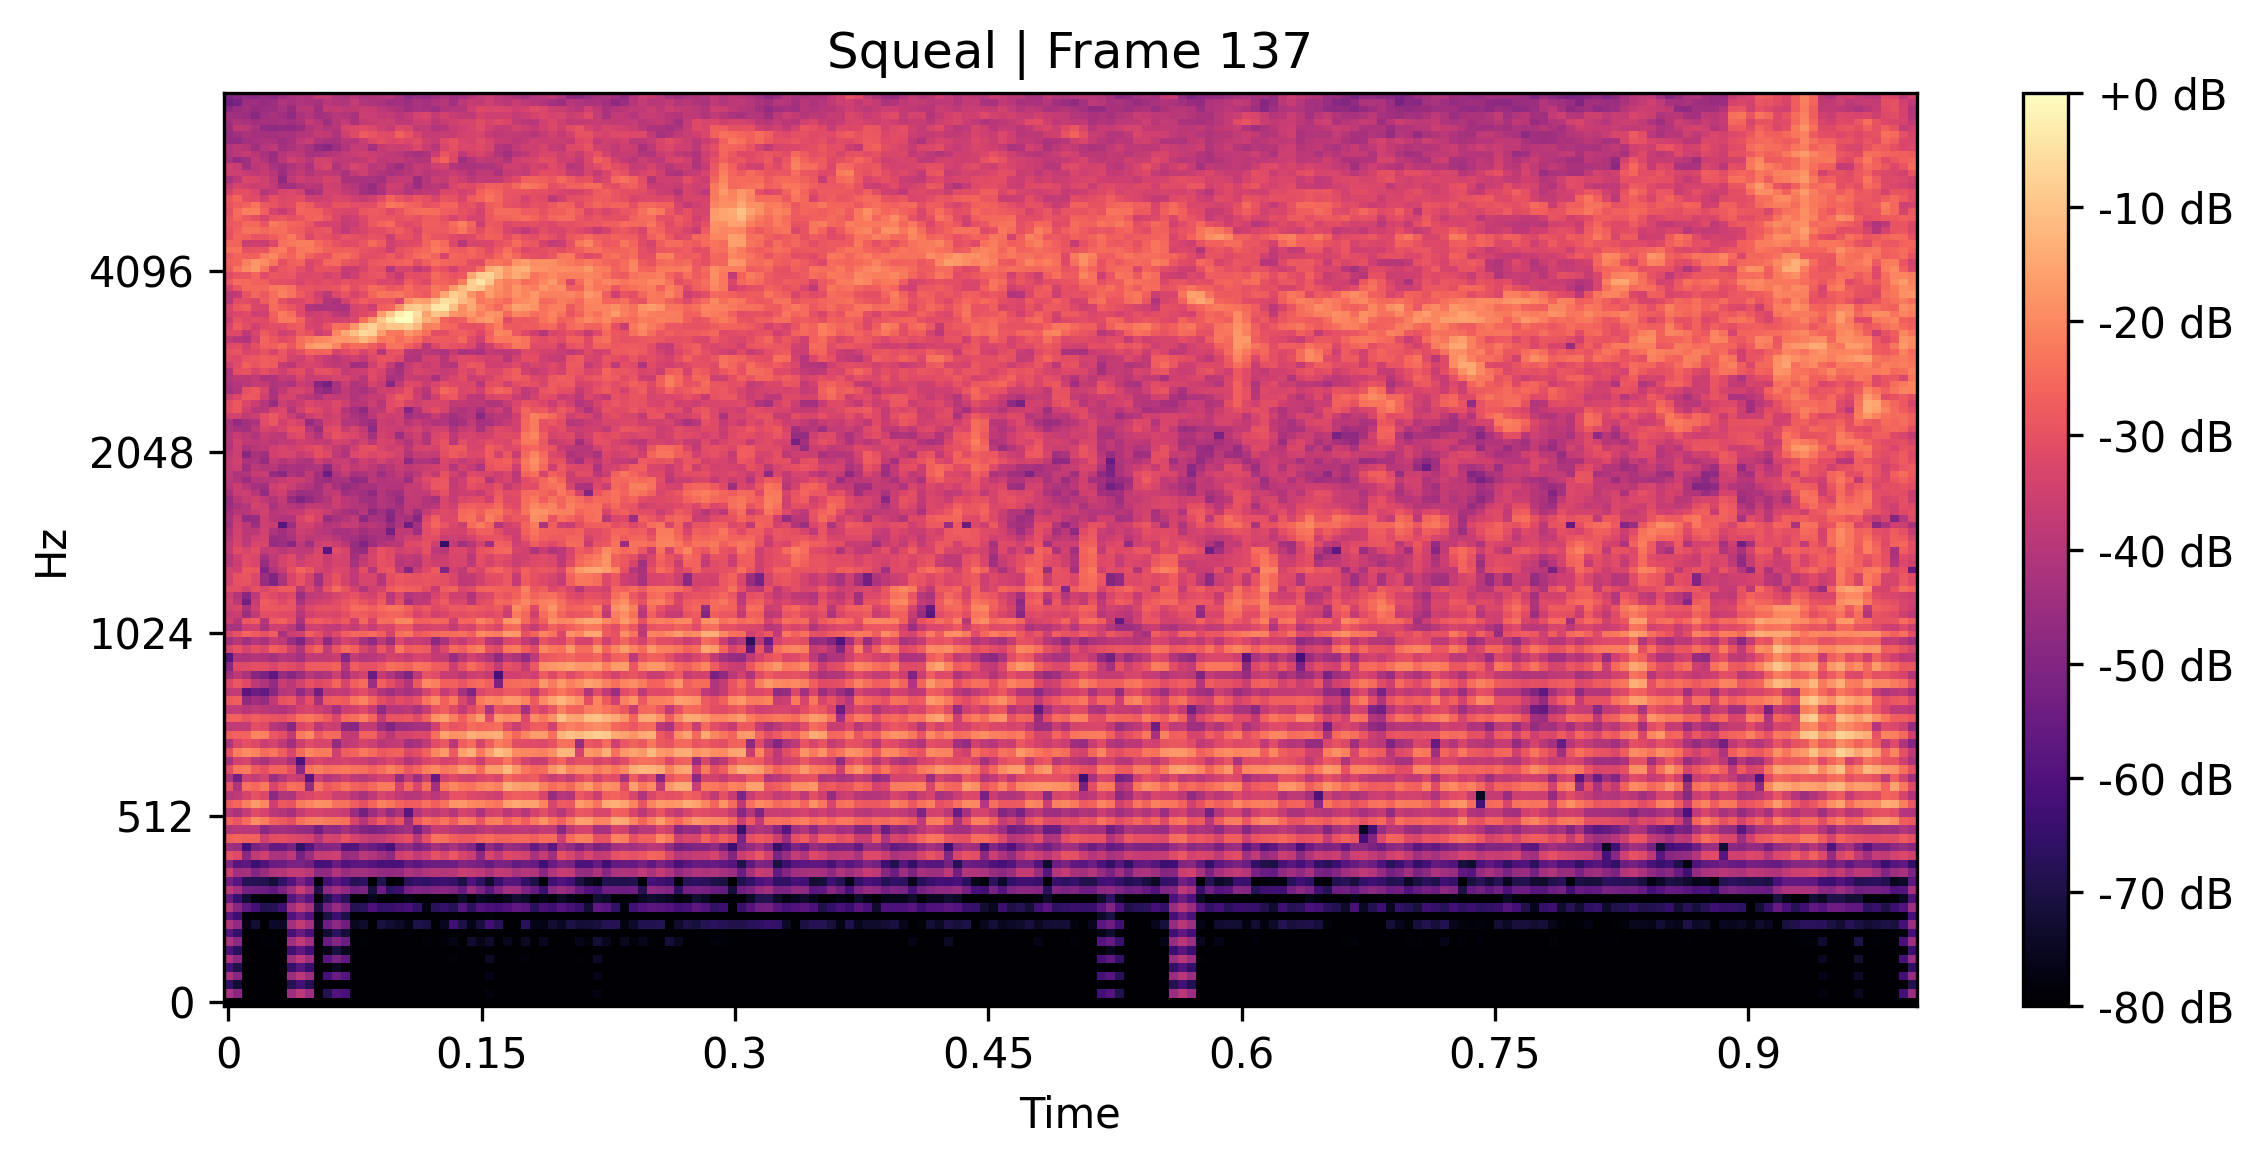 Squeal | Frame 137
+0 dB
-10 dB
-20 dB
-30 dB
-40 dB
-50 dB
-60 dB
-70 dB
-80 dB
Hz
4096
2048
1024
512
0
0 0.15 0.3 0.45 0.6 0.75 0.9
Time